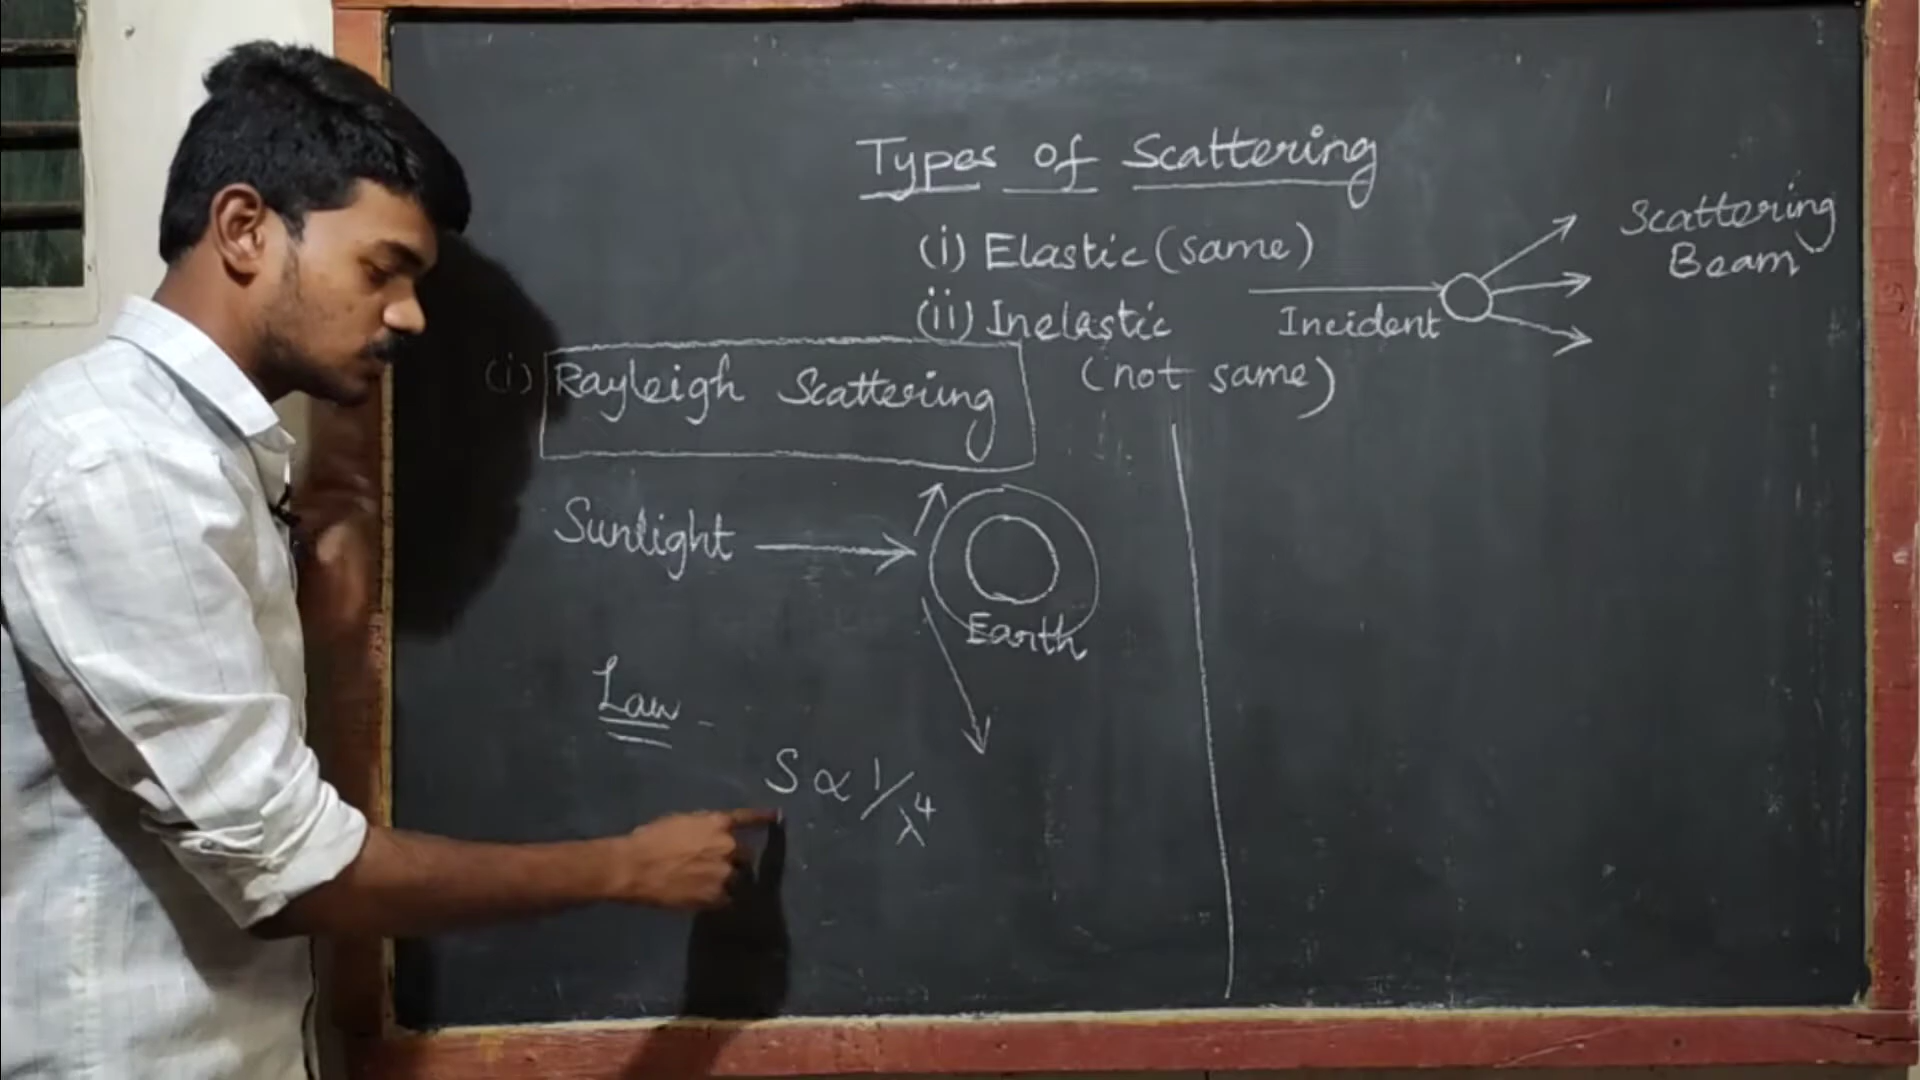 Types of Scattering
(i) Elastic (same)
Scattering
Beam
(ii) Inelastic
Incident
(not same)
(i) Rayleigh Scattering
Sunlight
Earth
Law -
S ∝ 1/λ⁴